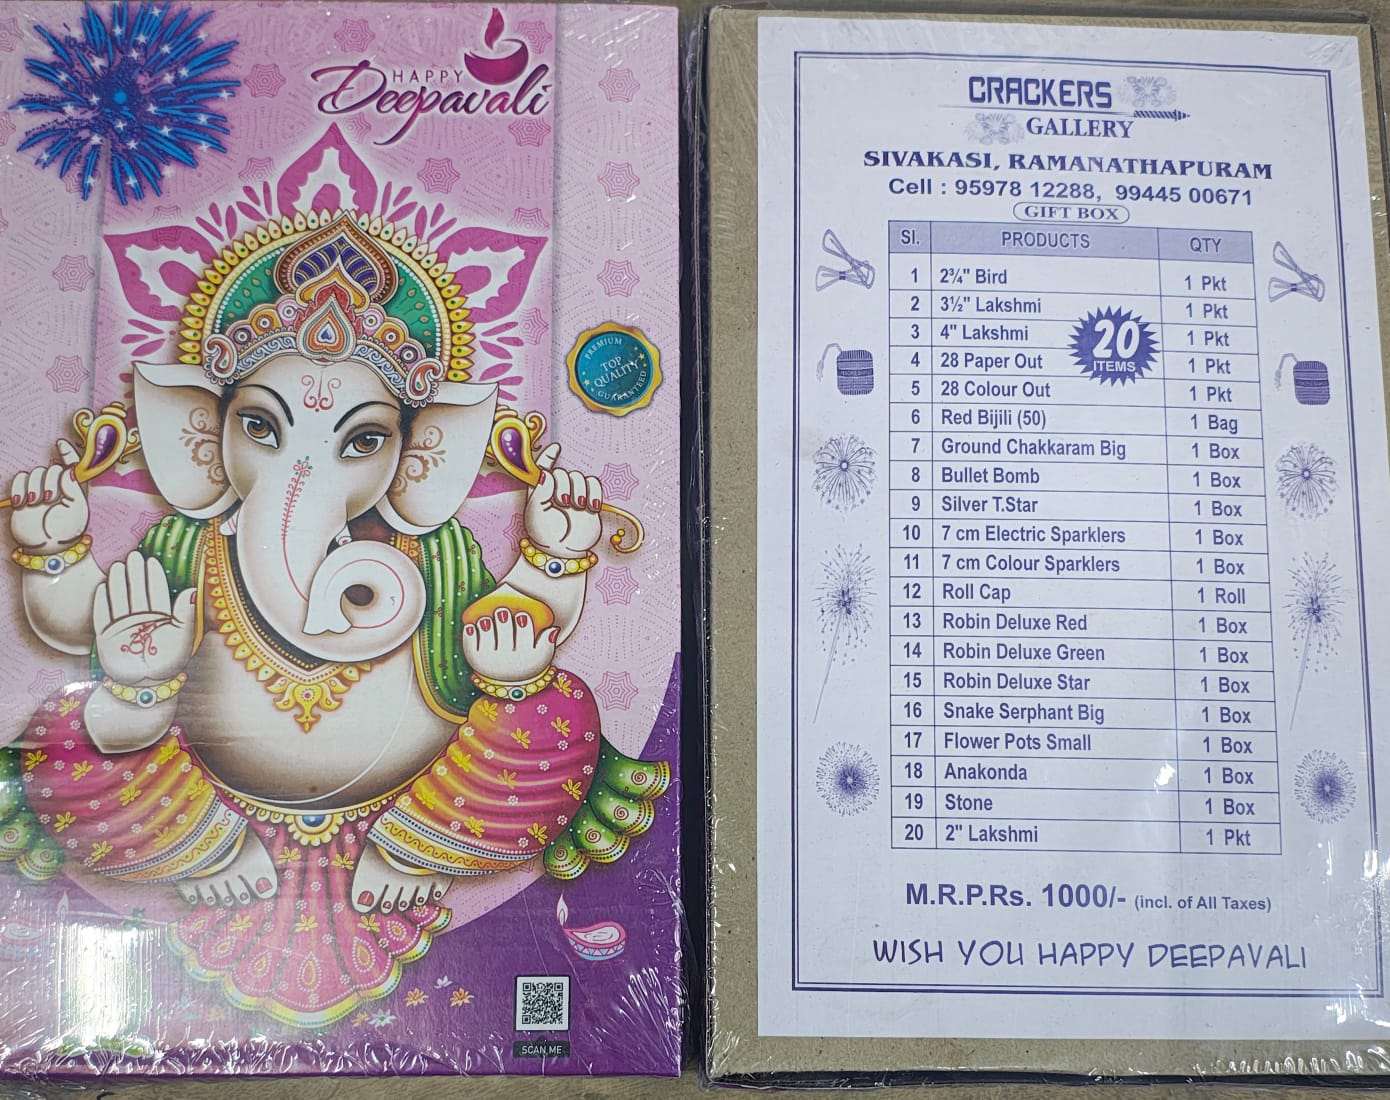 HAPPY
Deepavali
PREMIUM
TOP
QUALITY
GUARANTEED
SCAN ME
CRACKERS
GALLERY
SIVAKASI, RAMANATHAPURAM
Cell : 95978 12288, 99445 00671
GIFT BOX
Sl. PRODUCTS QTY
1 2¾" Bird 1 Pkt
2 3½" Lakshmi 1 Pkt
3 4" Lakshmi 1 Pkt
4 28 Paper Out 1 Pkt
5 28 Colour Out 1 Pkt
20
ITEMS
6 Red Bijili (50) 1 Bag
7 Ground Chakkaram Big 1 Box
8 Bullet Bomb 1 Box
9 Silver T.Star 1 Box
10 7 cm Electric Sparklers 1 Box
11 7 cm Colour Sparklers 1 Box
12 Roll Cap 1 Roll
13 Robin Deluxe Red 1 Box
14 Robin Deluxe Green 1 Box
15 Robin Deluxe Star 1 Box
16 Snake Serphant Big 1 Box
17 Flower Pots Small 1 Box
18 Anakonda 1 Box
19 Stone 1 Box
20 2" Lakshmi 1 Pkt
M.R.P.Rs. 1000/- (incl. of All Taxes)
WISH YOU HAPPY DEEPAVALI